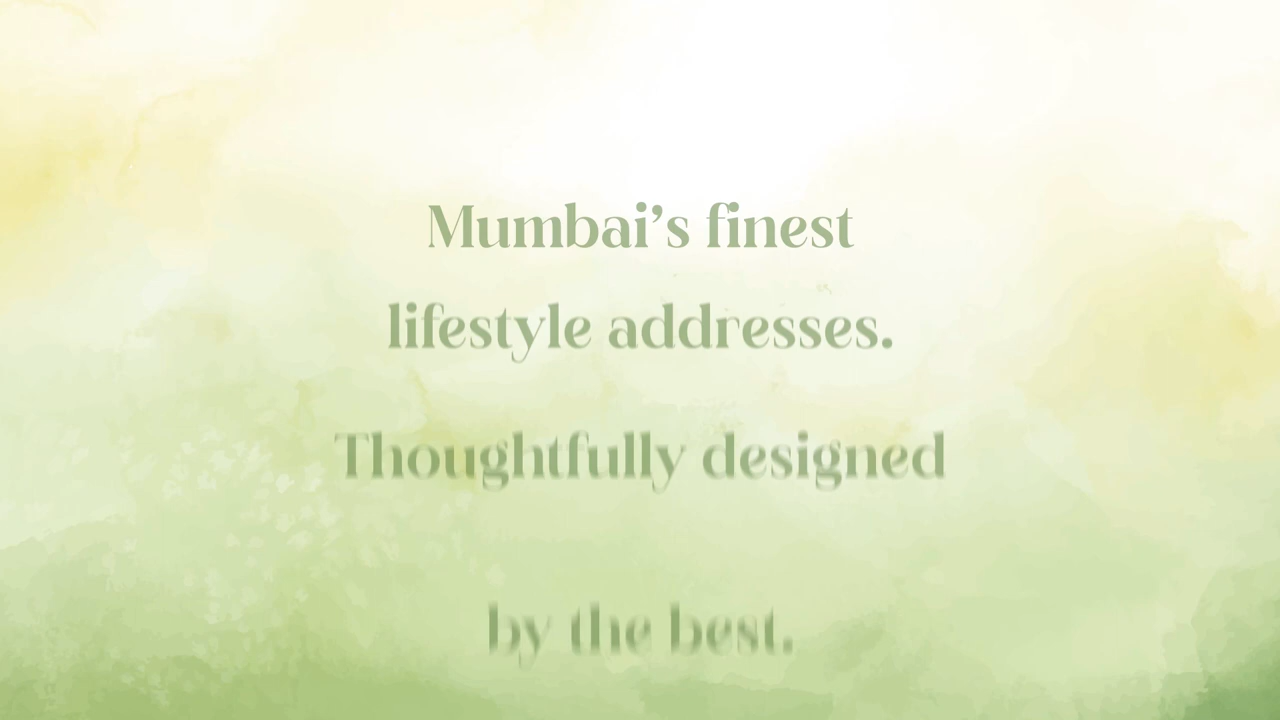 Mumbai’s finest
lifestyle addresses.
Thoughtfully designed
by the best.